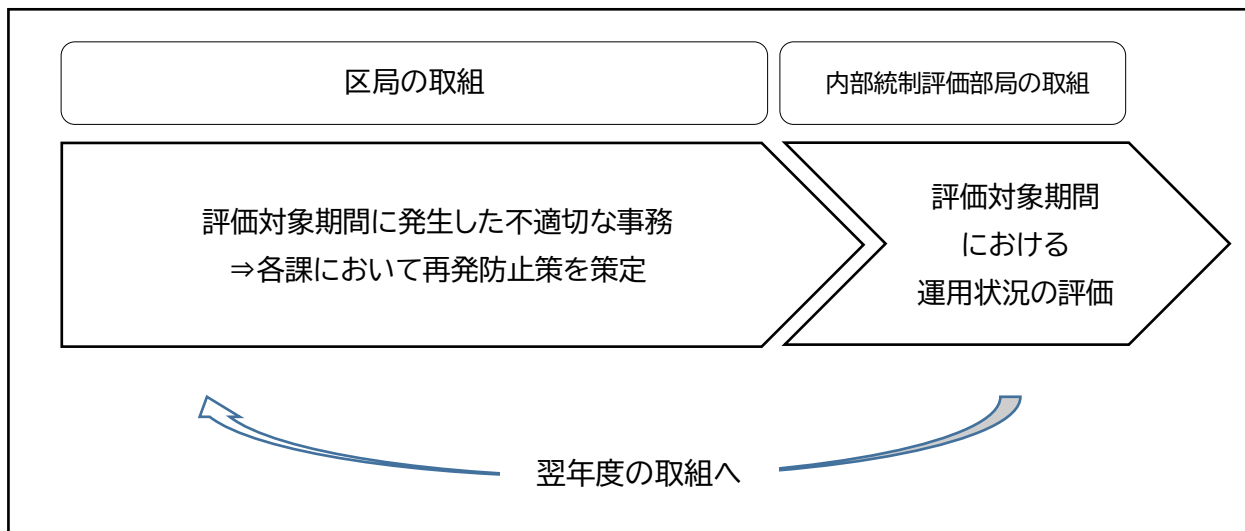 区局の取組
内部統制評価部局の取組
評価対象期間に発生した不適切な事務
⇒各課において再発防止策を策定
評価対象期間
における
運用状況の評価
翌年度の取組へ